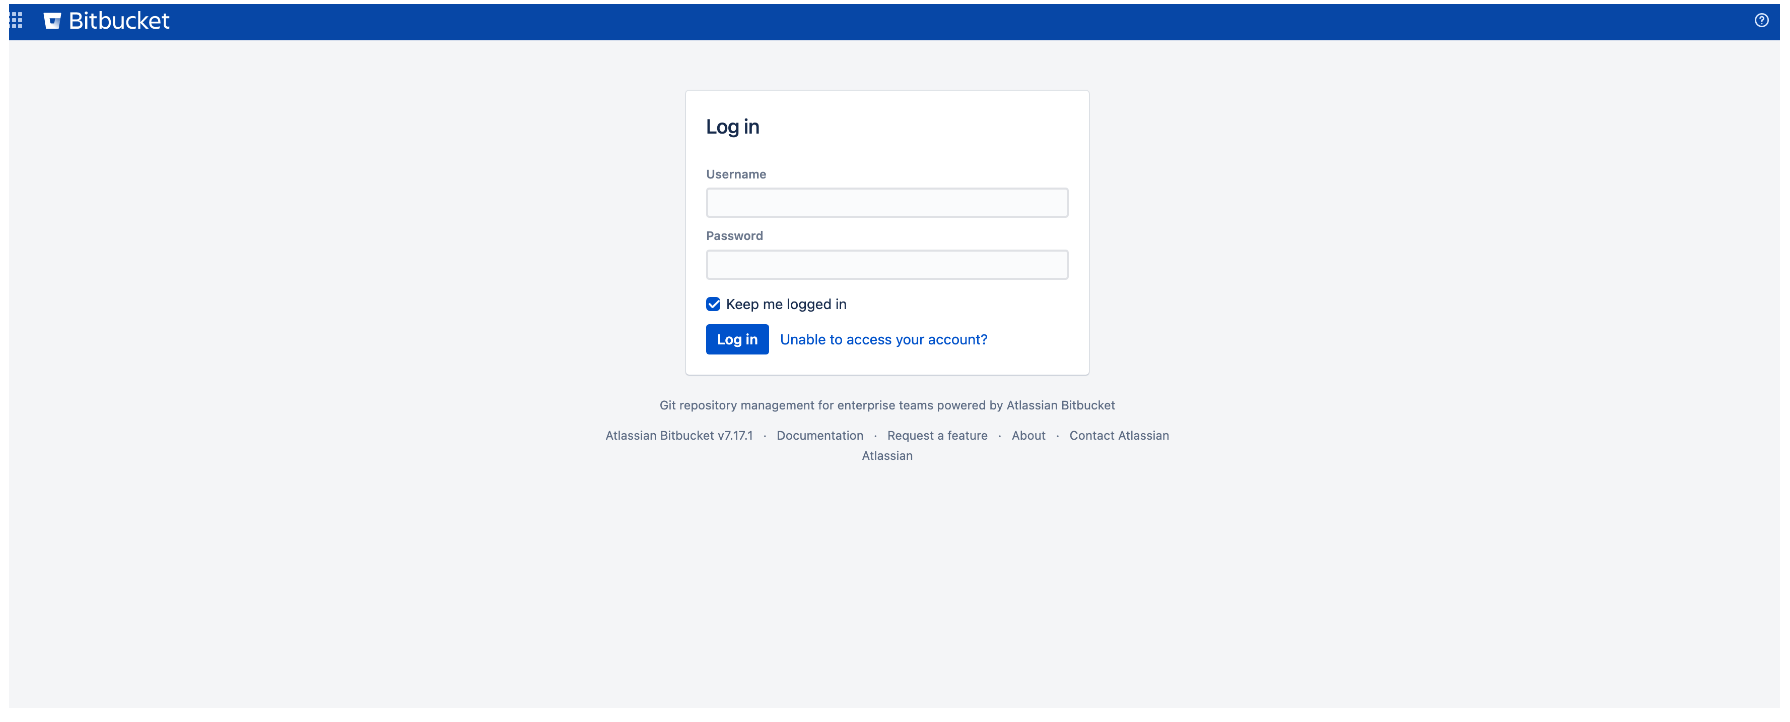 Bitbucket
Log in
Username
Password
Keep me logged in
Log in Unable to access your account?
Git repository management for enterprise teams powered by Atlassian Bitbucket
Atlassian Bitbucket v7.17.1 · Documentation · Request a feature · About · Contact Atlassian
Atlassian